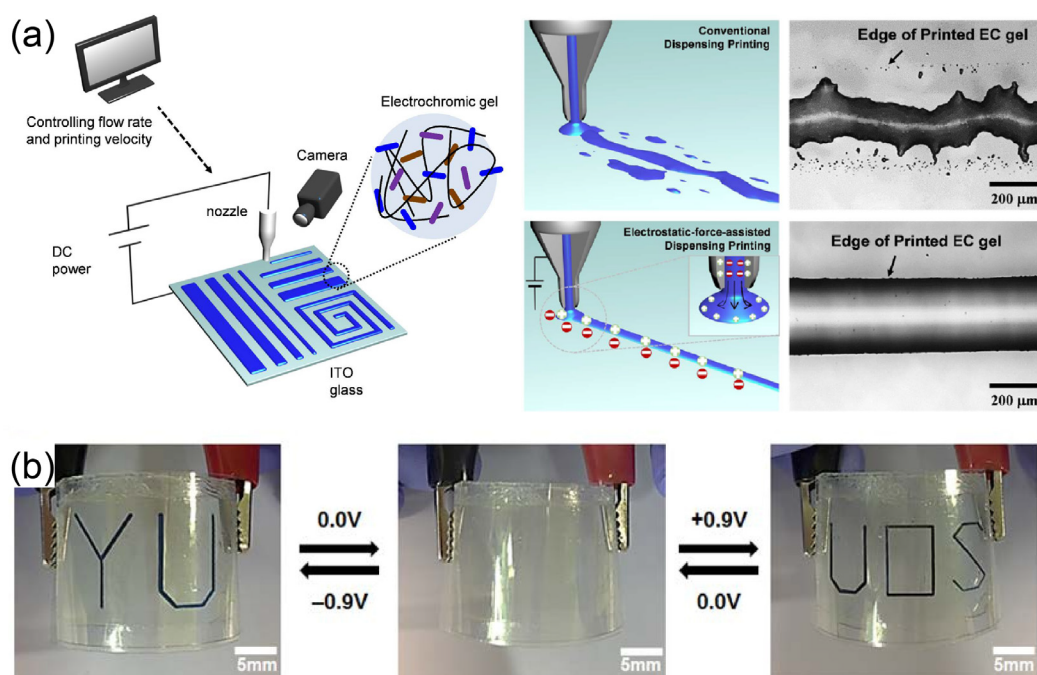 (a)
Controlling flow rate
and printing velocity
Electrochromic gel
Camera
nozzle
DC
power
ITO
glass
Conventional
Dispensing Printing
Edge of Printed EC gel
200 μm
Electrostatic-force-assisted
Dispensing Printing
Edge of Printed EC gel
200 μm
(b)
YU
0.0V
−0.9V
5mm
+0.9V
0.0V
5mm
U□S
5mm